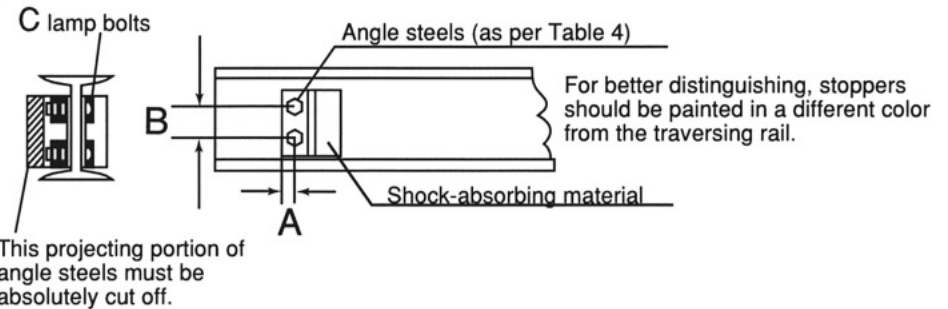 C lamp bolts
Angle steels (as per Table 4)
For better distinguishing, stoppers
should be painted in a different color
from the traversing rail.
B
Shock-absorbing material
A
This projecting portion of
angle steels must be
absolutely cut off.